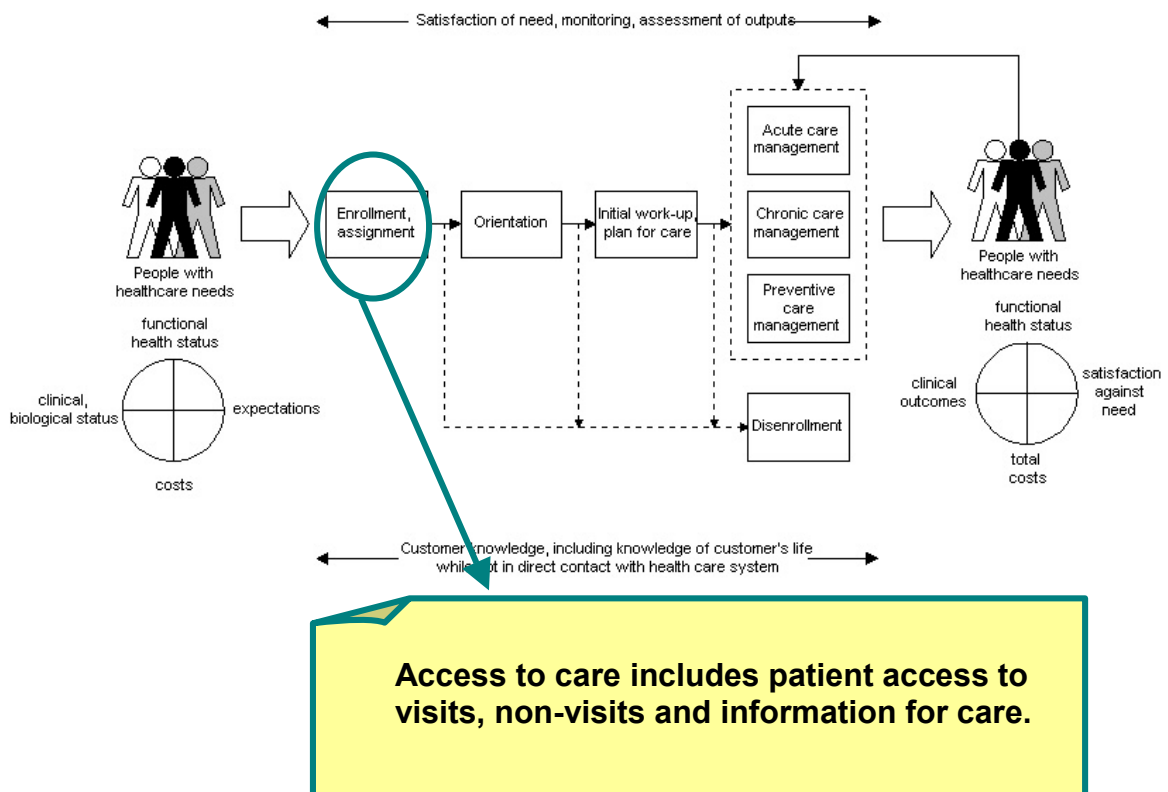 Satisfaction of need, monitoring, assessment of outputs
Acute care
management
Enrollment,
assignment
Orientation
Initial work-up,
plan for care
Chronic care
management
Preventive
care
management
People with
healthcare needs
People with
healthcare needs
functional
health status
clinical,
biological status
expectations
costs
functional
health status
clinical
outcomes
satisfaction
against
need
total
costs
Disenrollment
Customer knowledge, including knowledge of customer's life
in direct contact with health care system
Access to care includes patient access to
visits, non-visits and information for care.